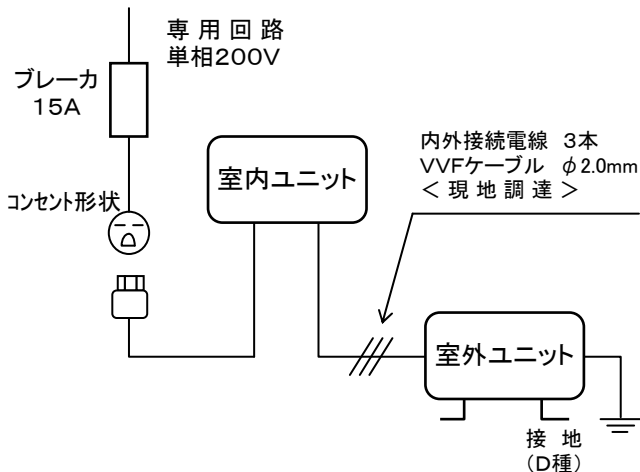 専用回路
単相200V
ブレーカ
15A
コンセント形状
室内ユニット
内外接続電線 3本
VVFケーブル φ2.0mm
<現地調達>
室外ユニット
接地
(D種)